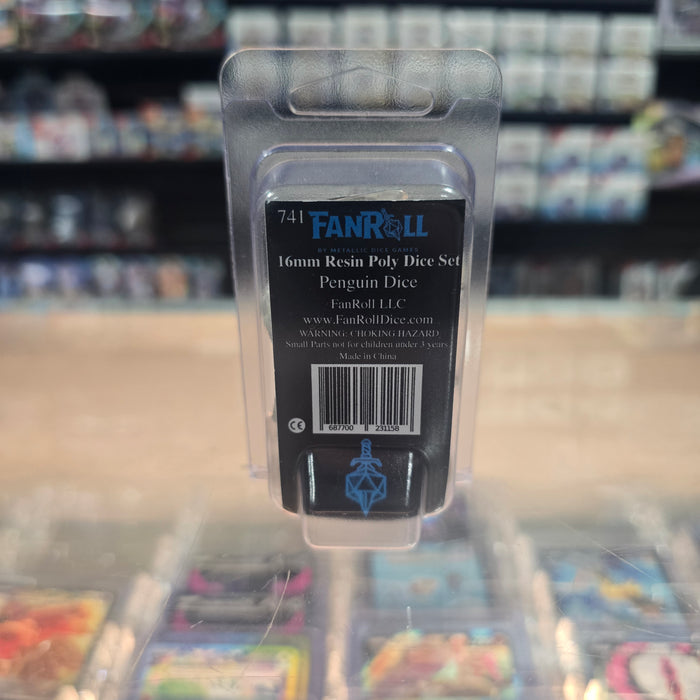 741 FANROLL
BY METALLIC DICE GAMES
16mm Resin Poly Dice Set
Penguin Dice
FanRoll LLC
www.FanRollDice.com
WARNING: CHOKING HAZARD
Small Parts not for children under 3 years.
Made in China
CE
687700 231158